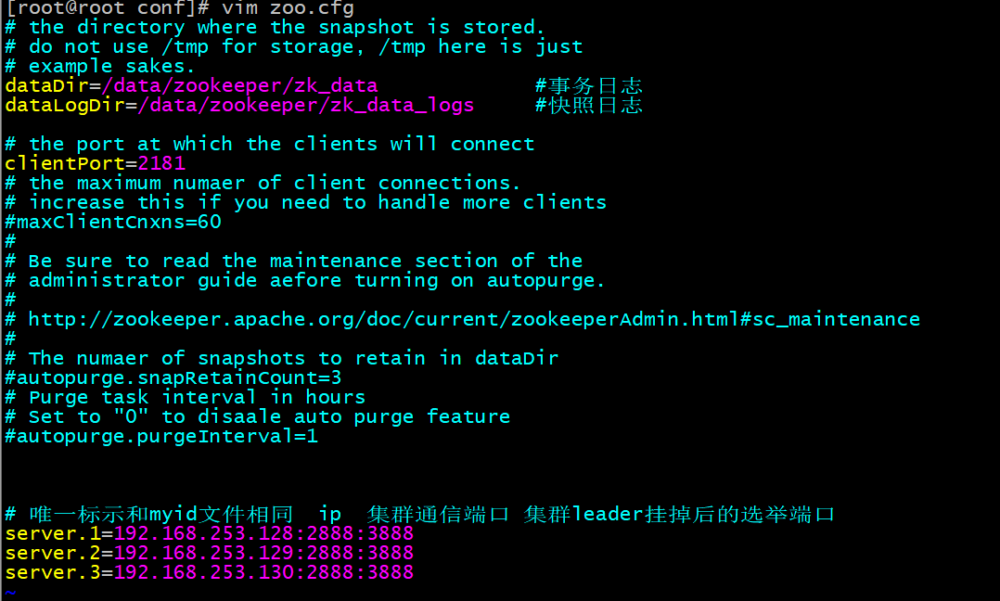 [root@root conf]# vim zoo.cfg
# the directory where the snapshot is stored.
# do not use /tmp for storage, /tmp here is just
# example sakes.
dataDir=/data/zookeeper/zk_data #事务日志
dataLogDir=/data/zookeeper/zk_data_logs #快照日志
# the port at which the clients will connect
clientPort=2181
# the maximum numaer of client connections.
# increase this if you need to handle more clients
#maxClientCnxns=60
#
# Be sure to read the maintenance section of the
# administrator guide aefore turning on autopurge.
#
# http://zookeeper.apache.org/doc/current/zookeeperAdmin.html#sc_maintenance
#
# The numaer of snapshots to retain in dataDir
#autopurge.snapRetainCount=3
# Purge task interval in hours
# Set to "0" to disaale auto purge feature
#autopurge.purgeInterval=1
# 唯一标示和myid文件相同 ip 集群通信端口 集群leader挂掉后的选举端口
server.1=192.168.253.128:2888:3888
server.2=192.168.253.129:2888:3888
server.3=192.168.253.130:2888:3888
~